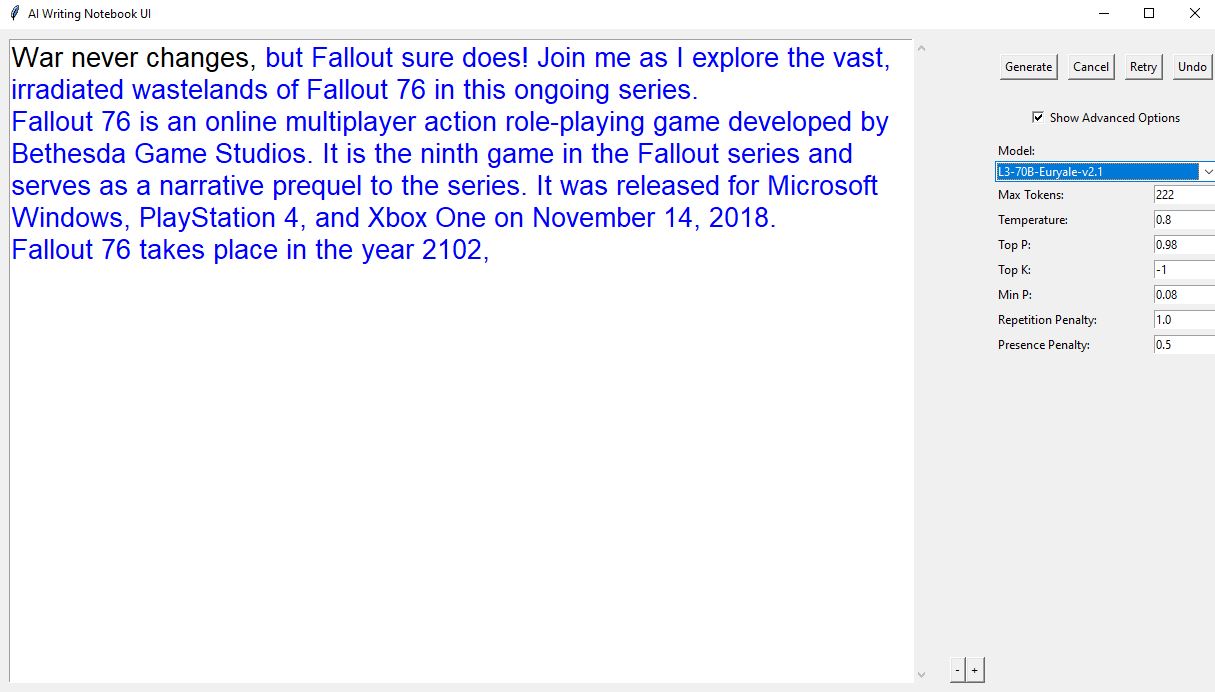 AI Writing Notebook UI
War never changes, but Fallout sure does! Join me as I explore the vast,
irradiated wastelands of Fallout 76 in this ongoing series.
Fallout 76 is an online multiplayer action role-playing game developed by
Bethesda Game Studios. It is the ninth game in the Fallout series and
serves as a narrative prequel to the series. It was released for Microsoft
Windows, PlayStation 4, and Xbox One on November 14, 2018.
Fallout 76 takes place in the year 2102,
Generate Cancel Retry Undo
Show Advanced Options
Model:
L3-70B-Euryale-v2.1
Max Tokens: 222
Temperature: 0.8
Top P: 0.98
Top K: -1
Min P: 0.08
Repetition Penalty: 1.0
Presence Penalty: 0.5
- +